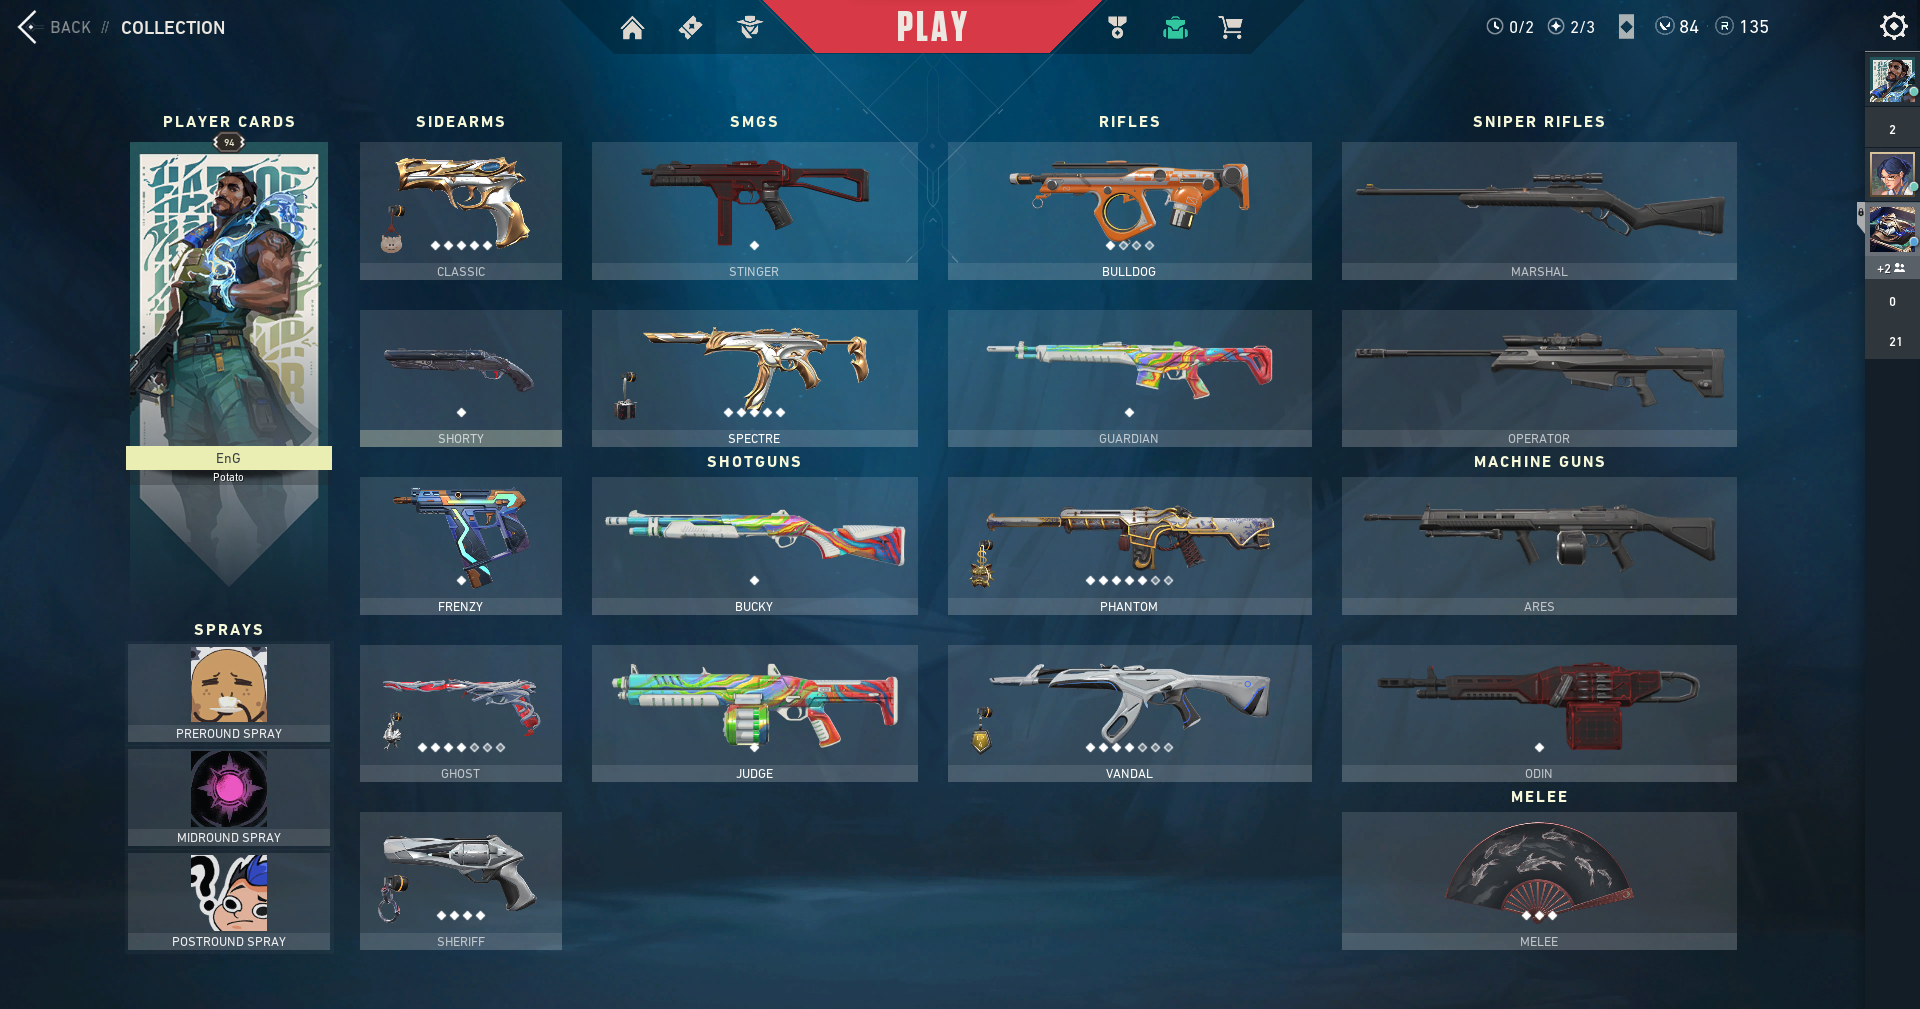 BACK // COLLECTION
PLAY
0/2
2/3
84
135
PLAYER CARDS
SIDEARMS
SMGS
RIFLES
SNIPER RIFLES
94
2
CLASSIC
STINGER
BULLDOG
MARSHAL
+2
0
21
SHORTY
SPECTRE
GUARDIAN
OPERATOR
EnG
Potato
SHOTGUNS
MACHINE GUNS
FRENZY
BUCKY
PHANTOM
ARES
SPRAYS
PREROUND SPRAY
GHOST
JUDGE
VANDAL
ODIN
MELEE
MIDROUND SPRAY
POSTROUND SPRAY
SHERIFF
MELEE